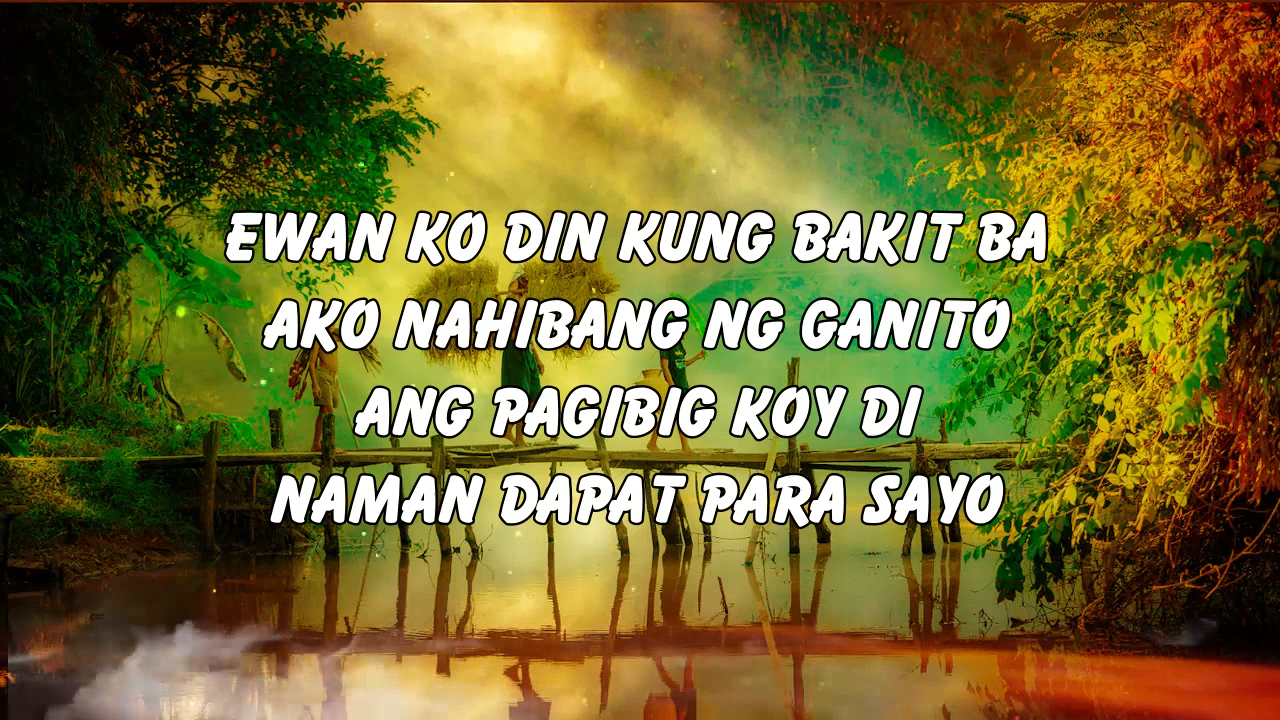 EWAN KO DIN KUNG BAKIT BA
AKO NAHIBANG NG GANITO
ANG PAGIBIG KOY DI
NAMAN DAPAT PARA SAYO